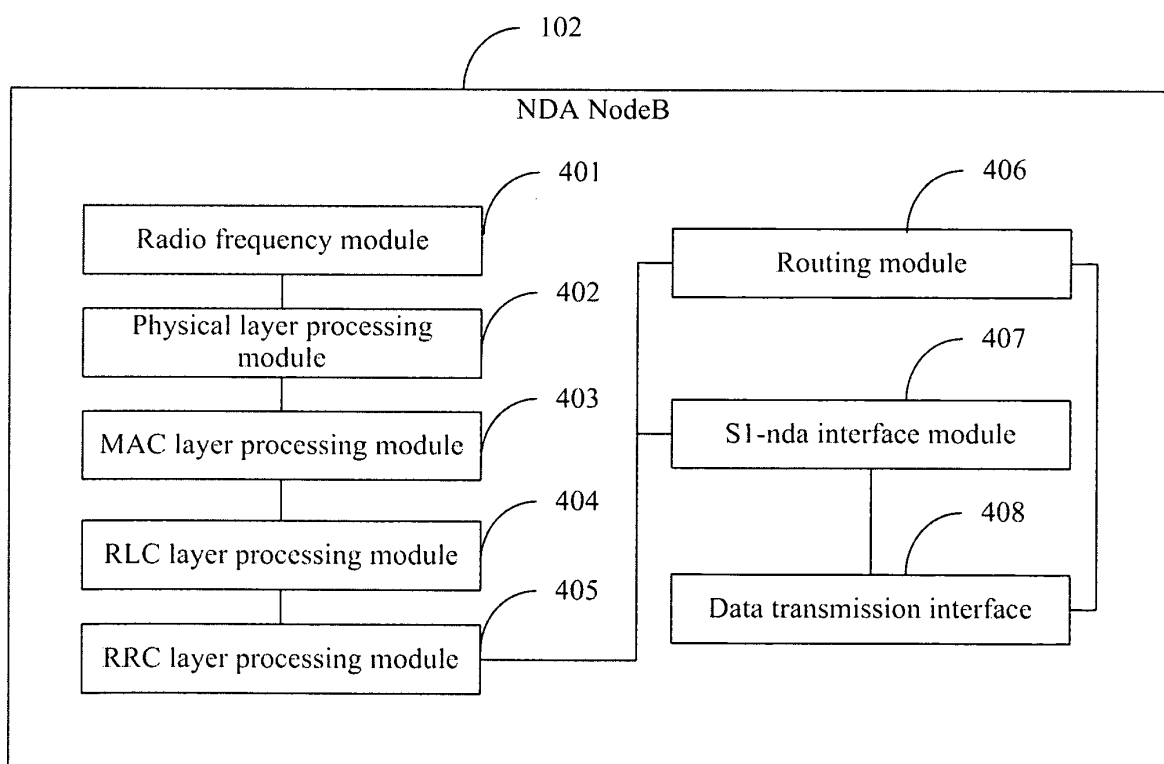 102
NDA NodeB
401
Radio frequency module
402
Physical layer processing
module
403
MAC layer processing module
404
RLC layer processing module
405
RRC layer processing module
406
Routing module
407
S1-nda interface module
408
Data transmission interface